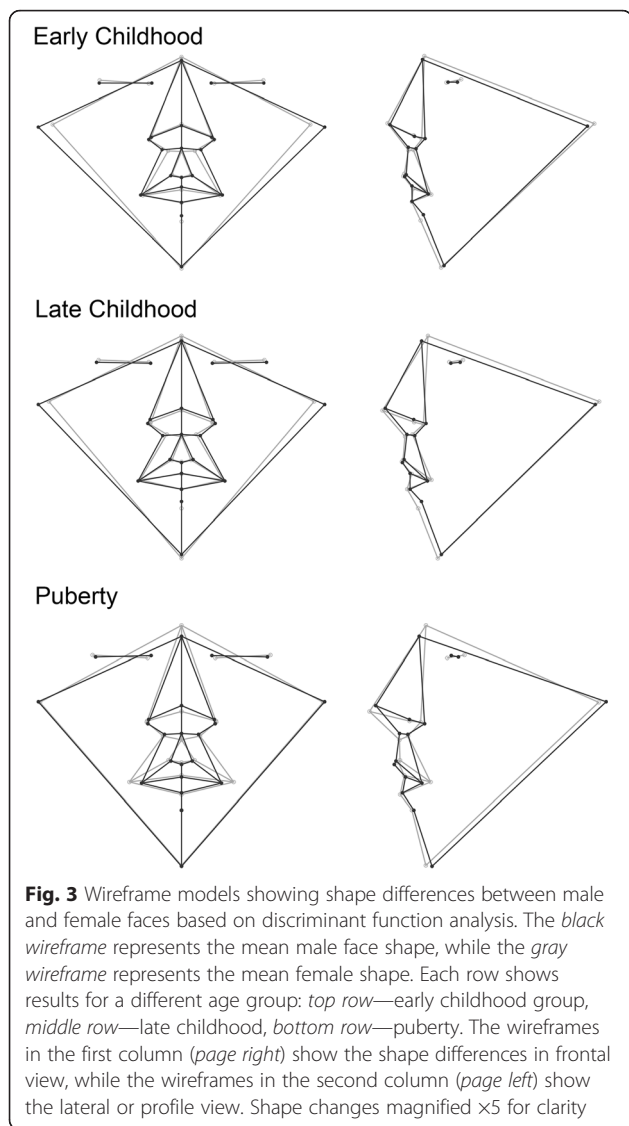 Early Childhood
Late Childhood
Puberty
Fig. 3 Wireframe models showing shape differences between male
and female faces based on discriminant function analysis. The black
wireframe represents the mean male face shape, while the gray
wireframe represents the mean female shape. Each row shows
results for a different age group: top row—early childhood group,
middle row—late childhood, bottom row—puberty. The wireframes
in the first column (page right) show the shape differences in frontal
view, while the wireframes in the second column (page left) show
the lateral or profile view. Shape changes magnified ×5 for clarity